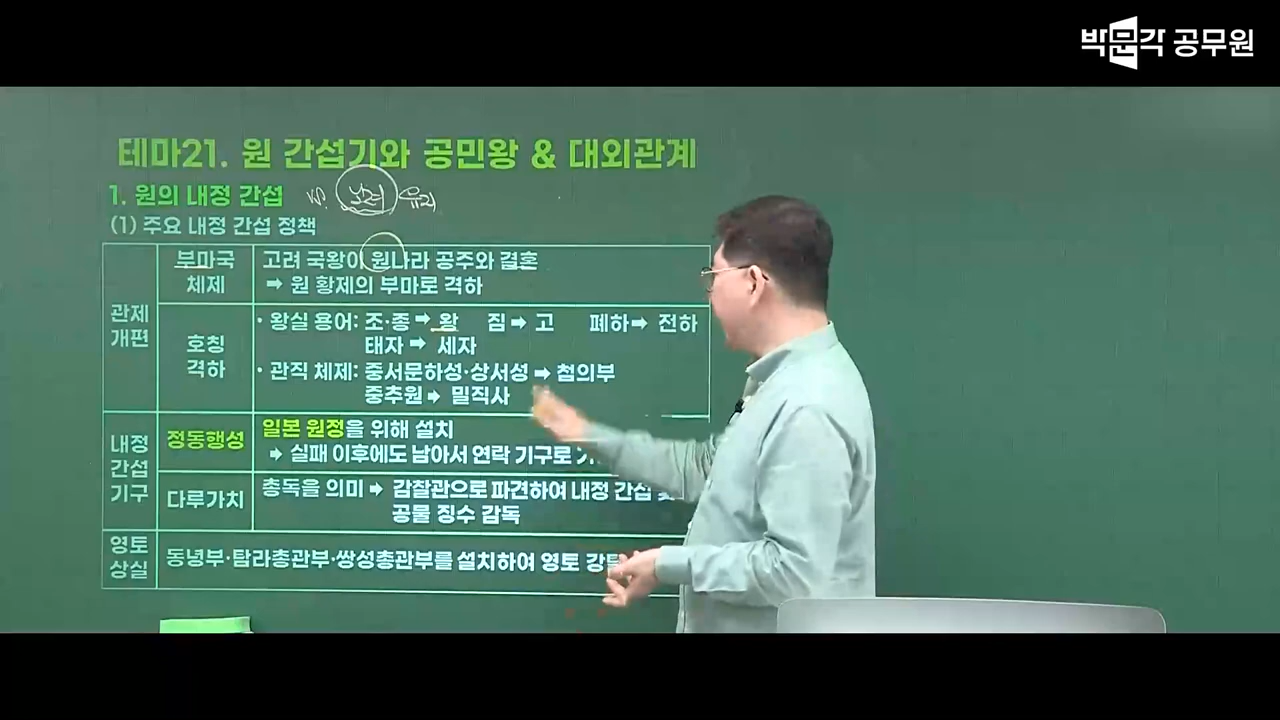 박문각 공무원
테마21. 원 간섭기와 공민왕 & 대외관계
1. 원의 내정 간섭 vs.
(1) 주요 내정 간섭 정책
관제
개편
부마국
체제
고려 국왕이 원나라 공주와 결혼
➡ 원 황제의 부마로 격하
호칭
격하
• 왕실 용어: 조·종 ➡ 왕 짐 ➡ 고 폐하 ➡ 전하
태자 ➡ 세자
• 관직 체제: 중서문하성·상서성 ➡ 첨의부
중추원 ➡ 밀직사
내정
간섭
기구
정동행성
일본 원정을 위해 설치
➡ 실패 이후에도 남아서 연락 기구로
다루가치
총독을 의미 ➡ 감찰관으로 파견하여 내정 간섭
공물 징수 감독
영토
상실
동녕부·탐라총관부·쌍성총관부를 설치하여 영토